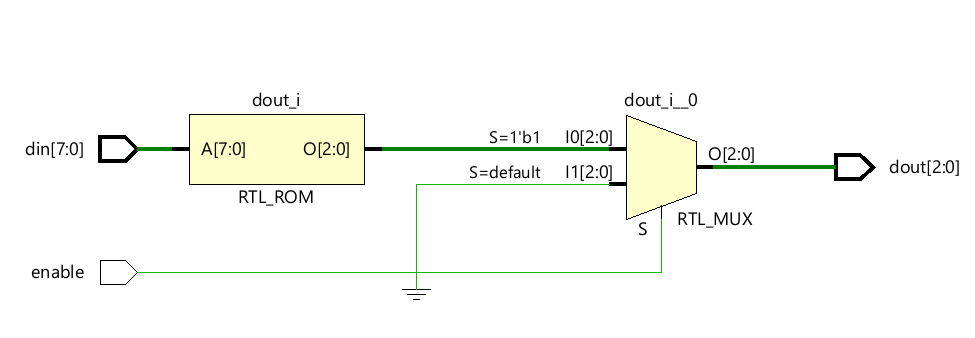 dout_i
dout_i__0
din[7:0]
A[7:0]
O[2:0]
S=1'b1
I0[2:0]
O[2:0]
dout[2:0]
S=default
I1[2:0]
RTL_ROM
RTL_MUX
S
enable